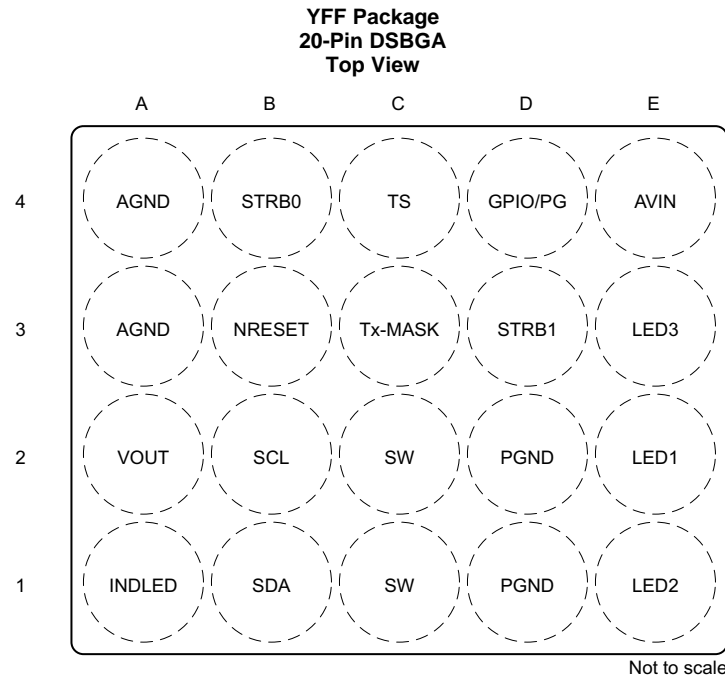 YFF Package
20-Pin DSBGA
Top View
A B C D E
4 AGND STRB0 TS GPIO/PG AVIN
3 AGND NRESET Tx-MASK STRB1 LED3
2 VOUT SCL SW PGND LED1
1 INDLED SDA SW PGND LED2
Not to scale